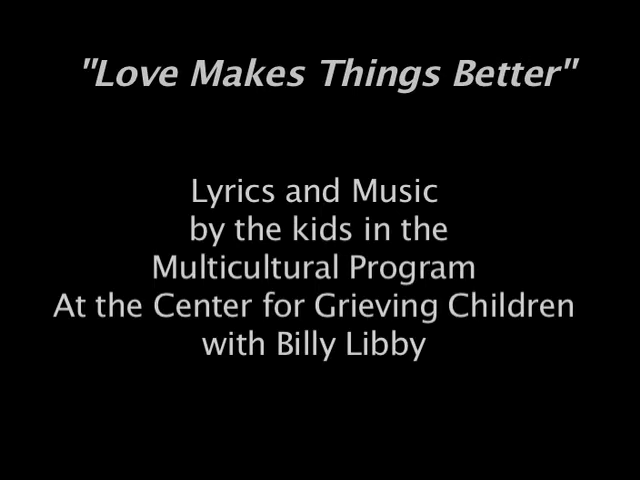 "Love Makes Things Better"
Lyrics and Music
by the kids in the
Multicultural Program
At the Center for Grieving Children
with Billy Libby